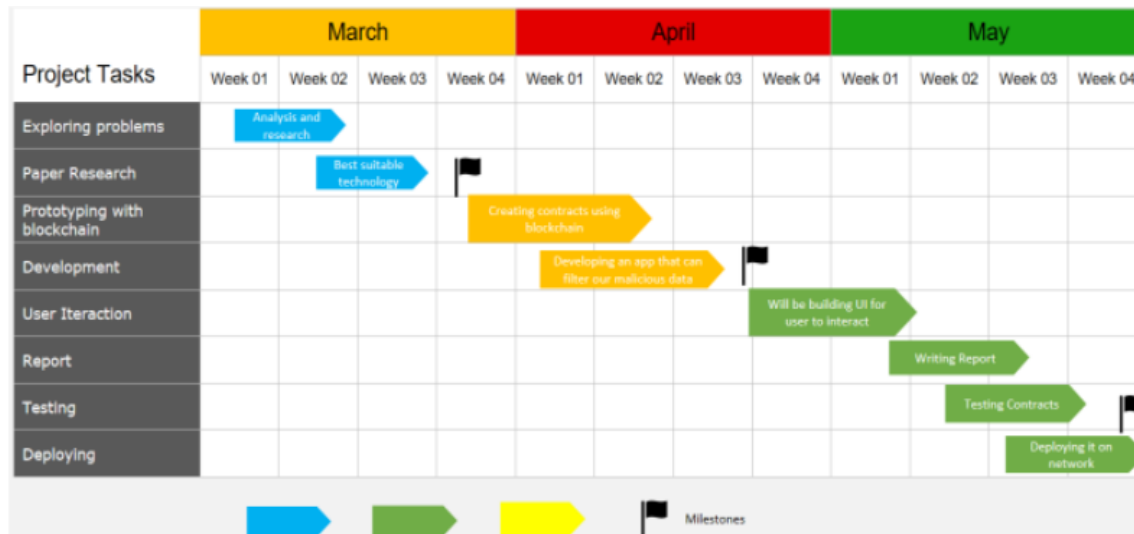 March April May
Project Tasks Week 01 Week 02 Week 03 Week 04 Week 01 Week 02 Week 03 Week 04 Week 01 Week 02 Week 03 Week 04
Exploring problems
Analysis and
research
Paper Research
Best suitable
technology
Prototyping with
blockchain
Creating contracts using
blockchain
Development
Developing an app that can
filter our malicious data
User Iteraction
Will be building UI for
user to interact
Report
Writing Report
Testing
Testing Contracts
Deploying
Deploying it on
network
Milestones